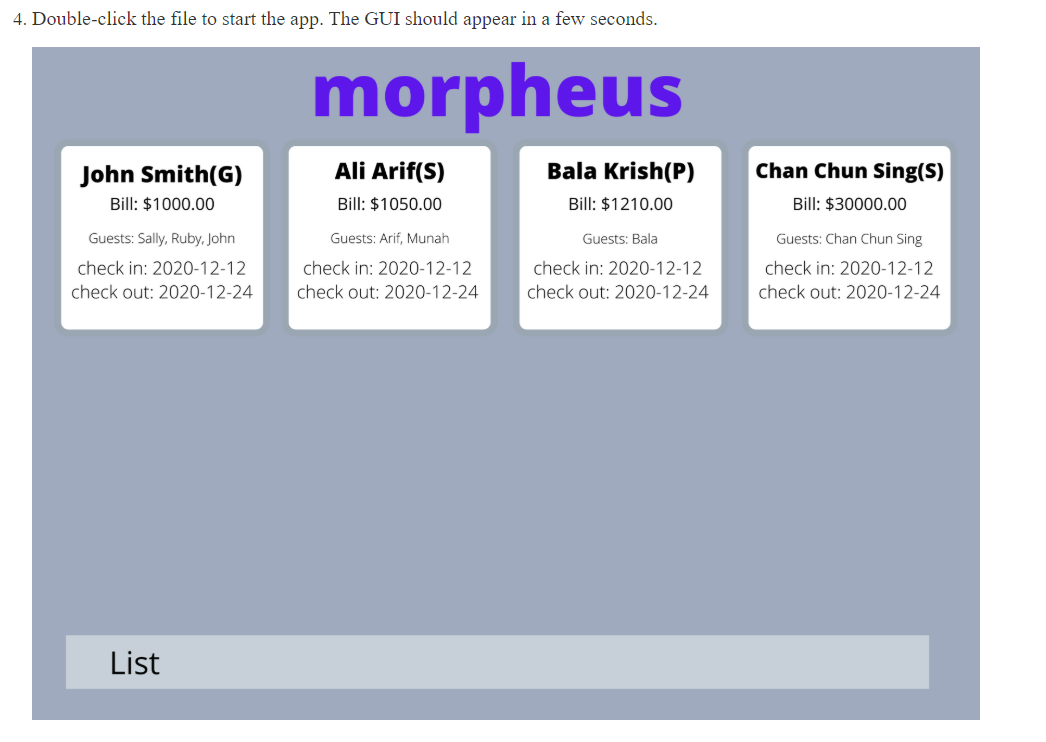 4. Double-click the file to start the app. The GUI should appear in a few seconds.
morpheus
John Smith(G)
Bill: $1000.00
Guests: Sally, Ruby, John
check in: 2020-12-12
check out: 2020-12-24
Ali Arif(S)
Bill: $1050.00
Guests: Arif, Munah
check in: 2020-12-12
check out: 2020-12-24
Bala Krish(P)
Bill: $1210.00
Guests: Bala
check in: 2020-12-12
check out: 2020-12-24
Chan Chun Sing(S)
Bill: $30000.00
Guests: Chan Chun Sing
check in: 2020-12-12
check out: 2020-12-24
List